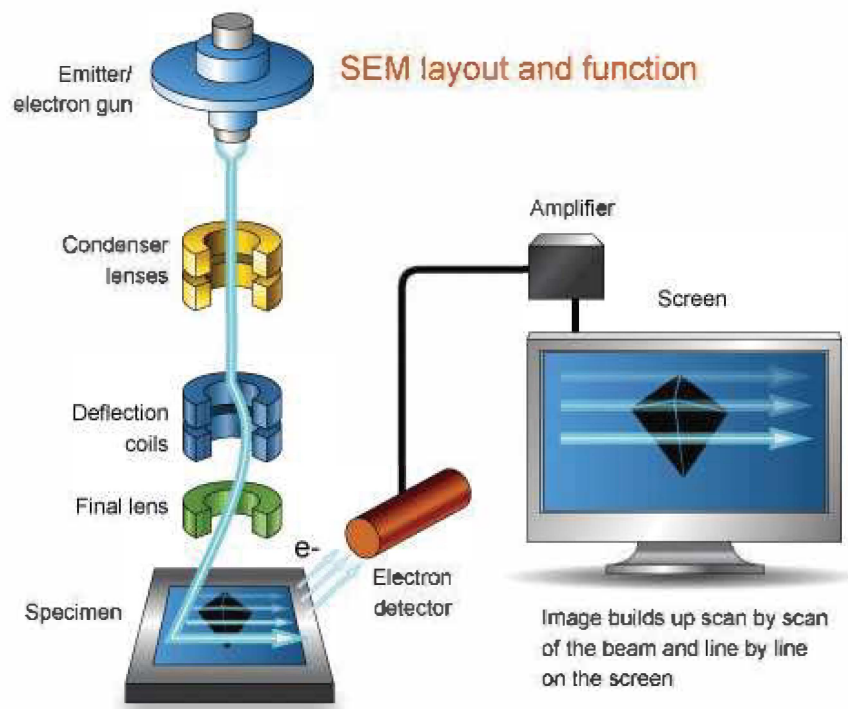 SEM layout and function
Emitter/
electron gun
Condenser
lenses
Amplifier
Screen
Deflection
coils
Final lens
e-
Electron
detector
Specimen
Image builds up scan by scan
of the beam and line by line
on the screen